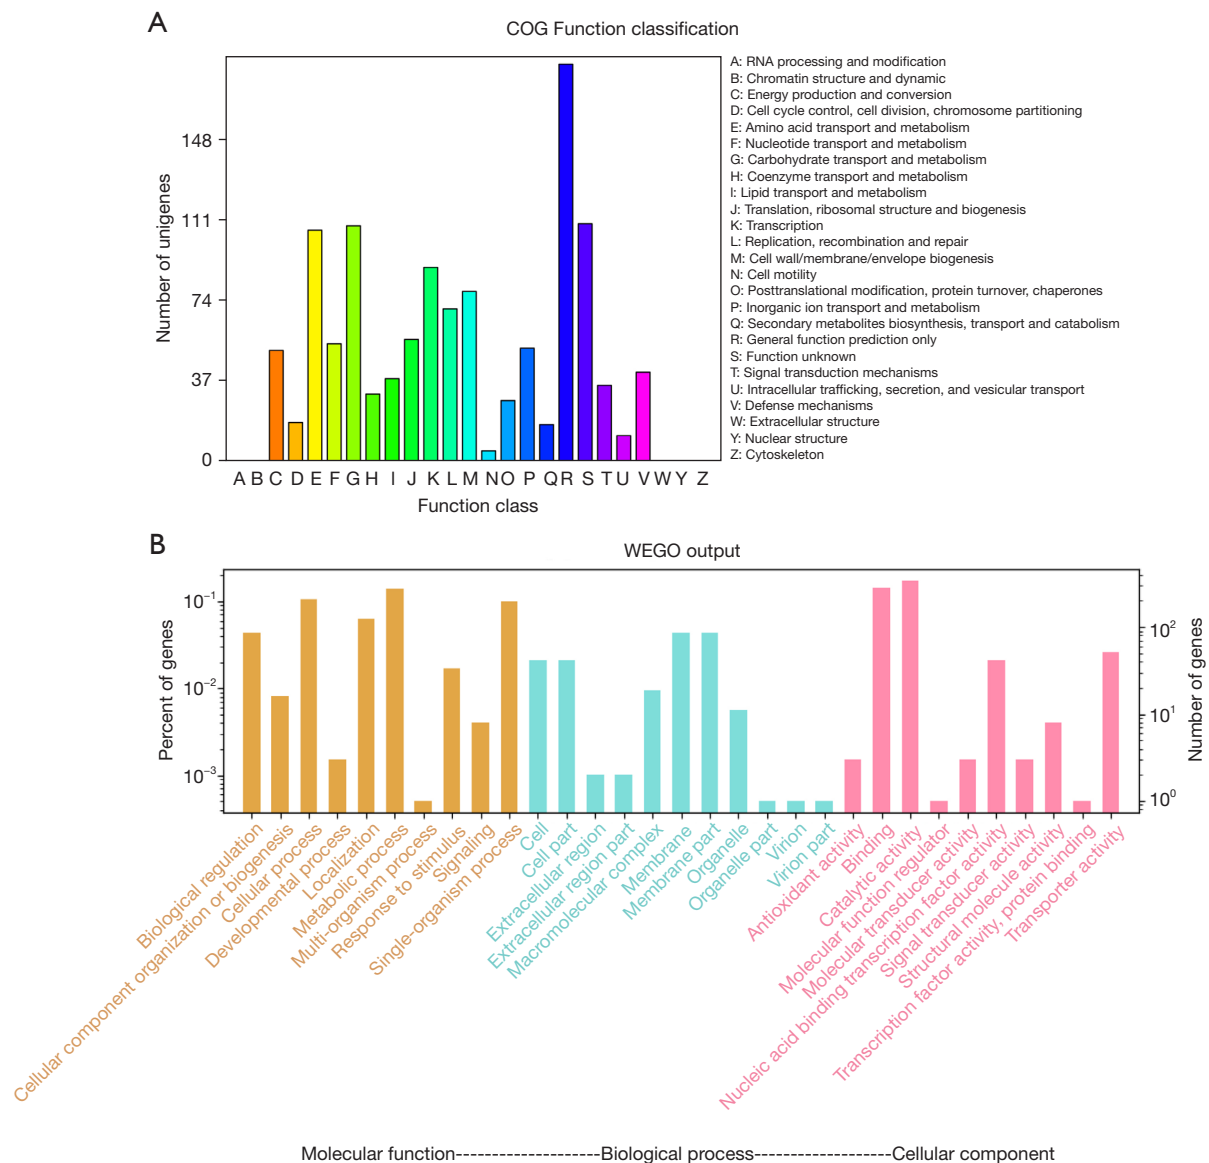 A
COG Function classification
Number of unigenes
148
111
74
37
0
A B C D E F G H I J K L M N O P Q R S T U V W Y Z
Function class
A: RNA processing and modification
B: Chromatin structure and dynamic
C: Energy production and conversion
D: Cell cycle control, cell division, chromosome partitioning
E: Amino acid transport and metabolism
F: Nucleotide transport and metabolism
G: Carbohydrate transport and metabolism
H: Coenzyme transport and metabolism
I: Lipid transport and metabolism
J: Translation, ribosomal structure and biogenesis
K: Transcription
L: Replication, recombination and repair
M: Cell wall/membrane/envelope biogenesis
N: Cell motility
O: Posttranslational modification, protein turnover, chaperones
P: Inorganic ion transport and metabolism
Q: Secondary metabolites biosynthesis, transport and catabolism
R: General function prediction only
S: Function unknown
T: Signal transduction mechanisms
U: Intracellular trafficking, secretion, and vesicular transport
V: Defense mechanisms
W: Extracellular structure
Y: Nuclear structure
Z: Cytoskeleton
B
WEGO output
Percent of genes
10⁻¹
10⁻²
10⁻³
Number of genes
10²
10¹
10⁰
Biological regulation
Cellular component organization or biogenesis
Cellular process
Developmental process
Localization
Metabolic process
Multi-organism process
Response to stimulus
Signaling
Single-organism process
Cell
Cell part
Extracellular region
Extracellular region part
Macromolecular complex
Membrane
Membrane part
Organelle
Organelle part
Virion
Virion part
Antioxidant activity
Binding
Catalytic activity
Molecular function regulator
Molecular transducer activity
Nucleic acid binding transcription factor activity
Signal transducer activity
Structural molecule activity
Transcription factor activity, protein binding
Transporter activity
Molecular function--------------------Biological process-------------------Cellular component